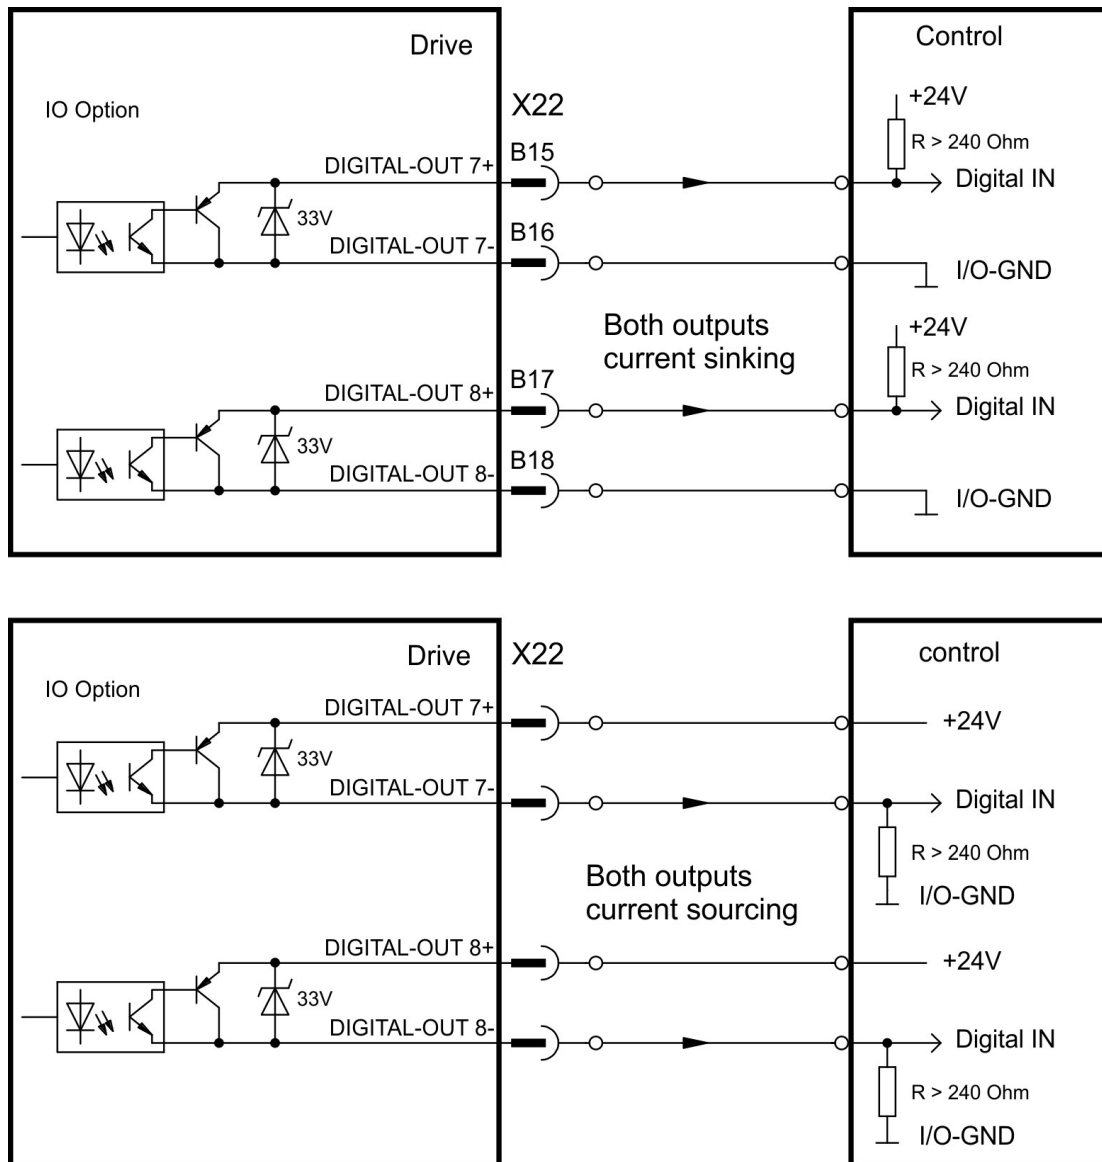 Drive
Control
IO Option
X22
+24V
R > 240 Ohm
DIGITAL-OUT 7+
B15
Digital IN
33V
DIGITAL-OUT 7-
B16
I/O-GND
Both outputs
current sinking
+24V
R > 240 Ohm
DIGITAL-OUT 8+
B17
Digital IN
33V
DIGITAL-OUT 8-
B18
I/O-GND
Drive
X22
control
IO Option
DIGITAL-OUT 7+
+24V
33V
DIGITAL-OUT 7-
Digital IN
R > 240 Ohm
I/O-GND
Both outputs
current sourcing
DIGITAL-OUT 8+
+24V
33V
DIGITAL-OUT 8-
Digital IN
R > 240 Ohm
I/O-GND